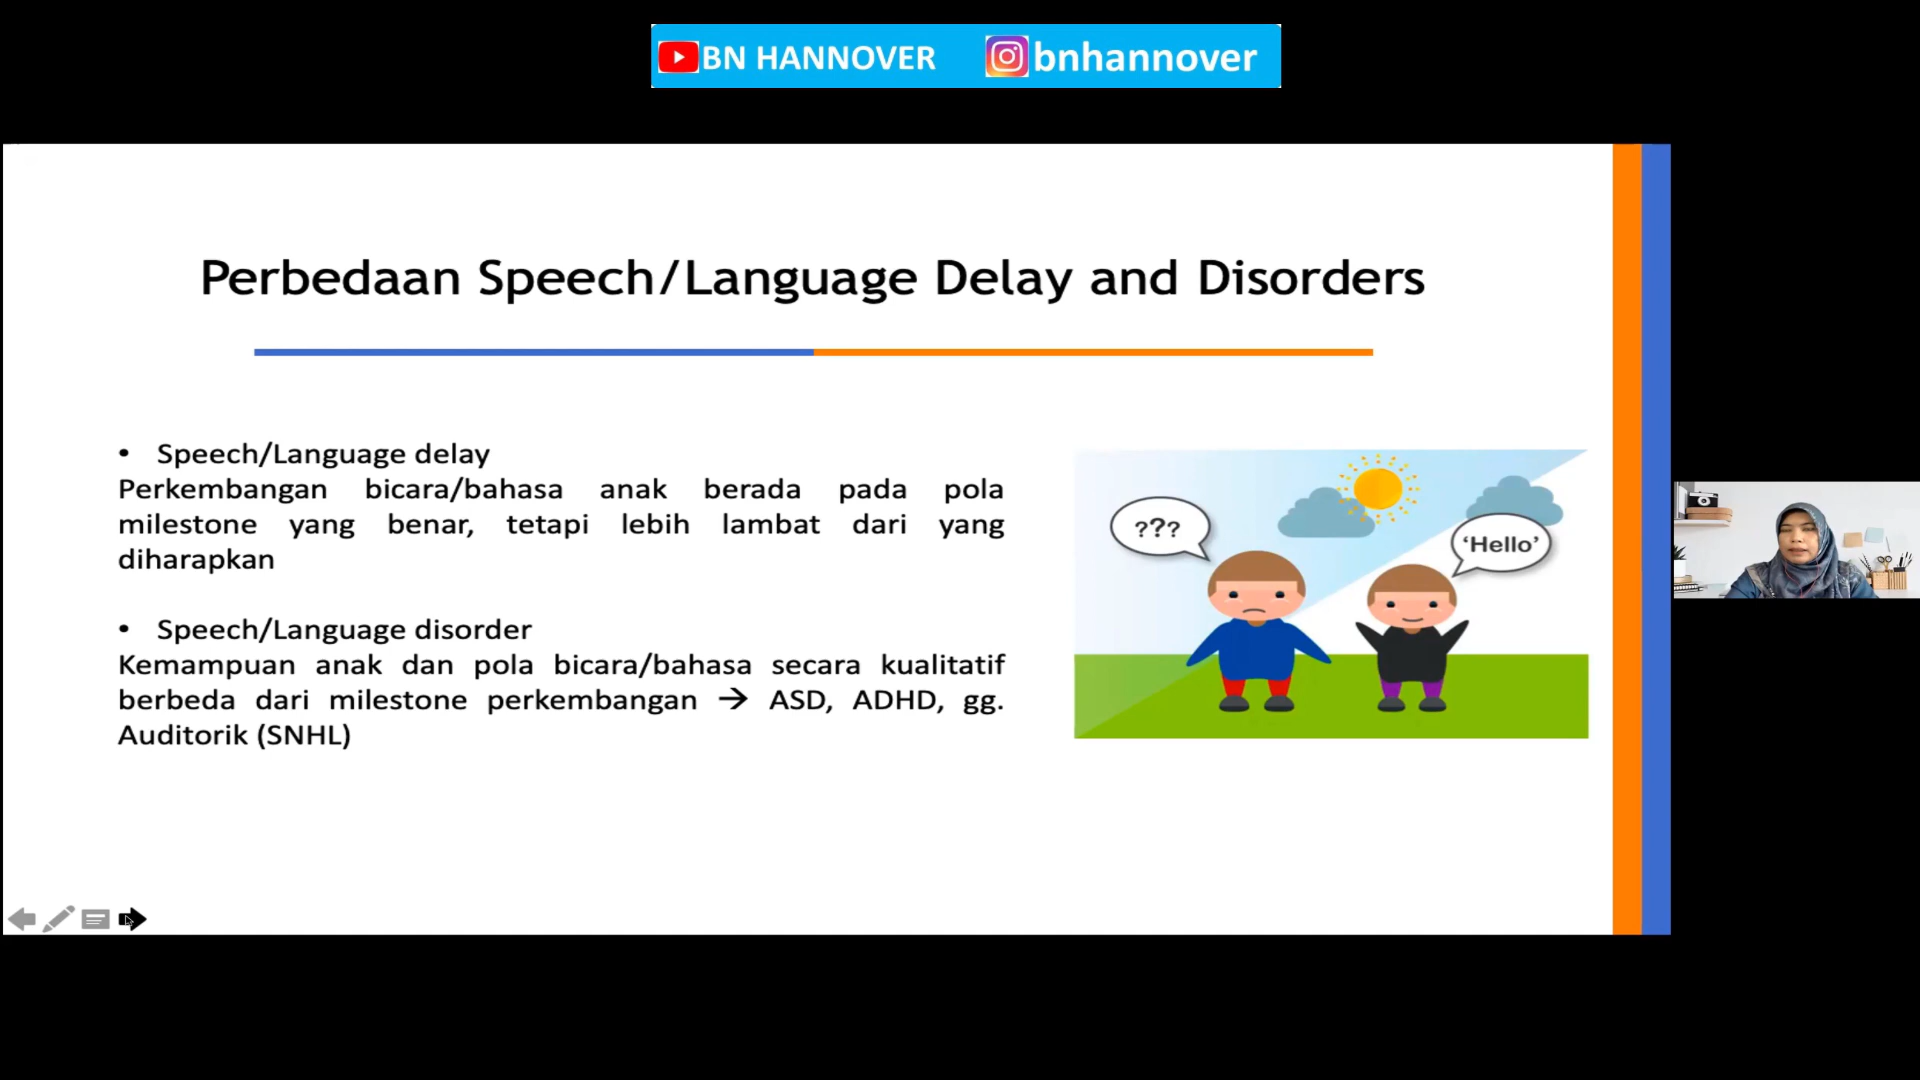 BN HANNOVER bnhannover
Perbedaan Speech/Language Delay and Disorders
• Speech/Language delay
Perkembangan bicara/bahasa anak berada pada pola
milestone yang benar, tetapi lebih lambat dari yang
diharapkan
• Speech/Language disorder
Kemampuan anak dan pola bicara/bahasa secara kualitatif
berbeda dari milestone perkembangan → ASD, ADHD, gg.
Auditorik (SNHL)
???
‘Hello’